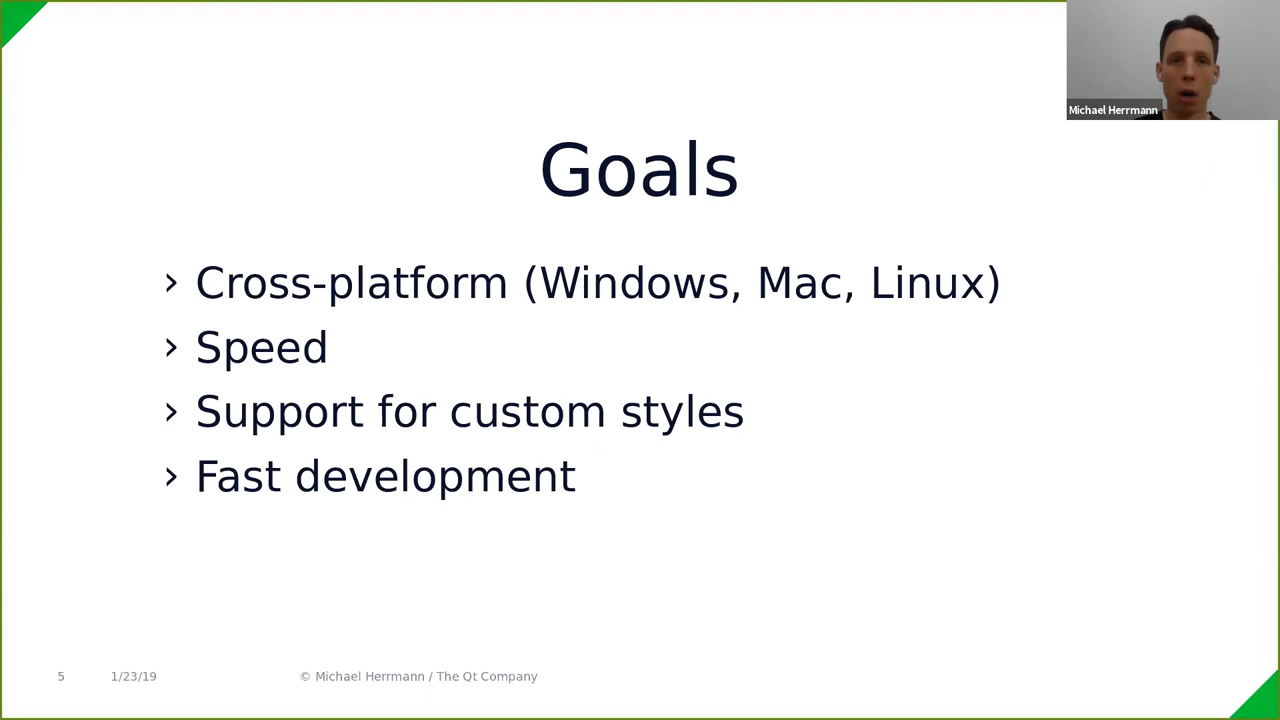 Michael Herrmann
Goals
› Cross-platform (Windows, Mac, Linux)
› Speed
› Support for custom styles
› Fast development
5 1/23/19 © Michael Herrmann / The Qt Company